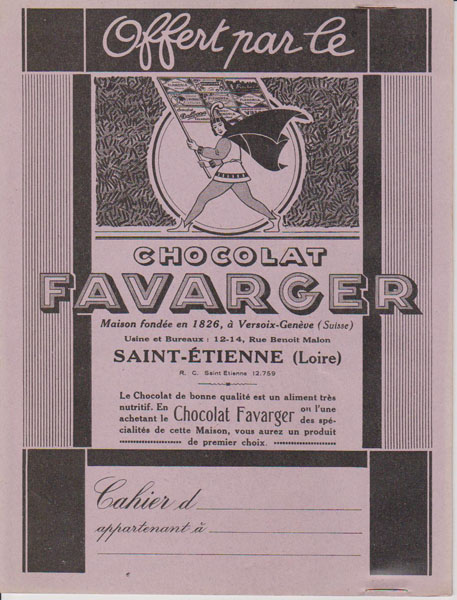 Offert par le
CHOCOLAT
FAVARGER
Maison fondée en 1826, à Versoix-Genève (Suisse)
Usine et Bureaux : 12-14, Rue Benoit Malon
SAINT-ÉTIENNE (Loire)
R. C. Saint Etienne 12.759
Le Chocolat de bonne qualité est un aliment très
nutritif. En Chocolat Favarger ou l'une
achetant le des spé-
cialités de cette Maison, vous aurez un produit
de premier choix.
Cahier d
appartenant à